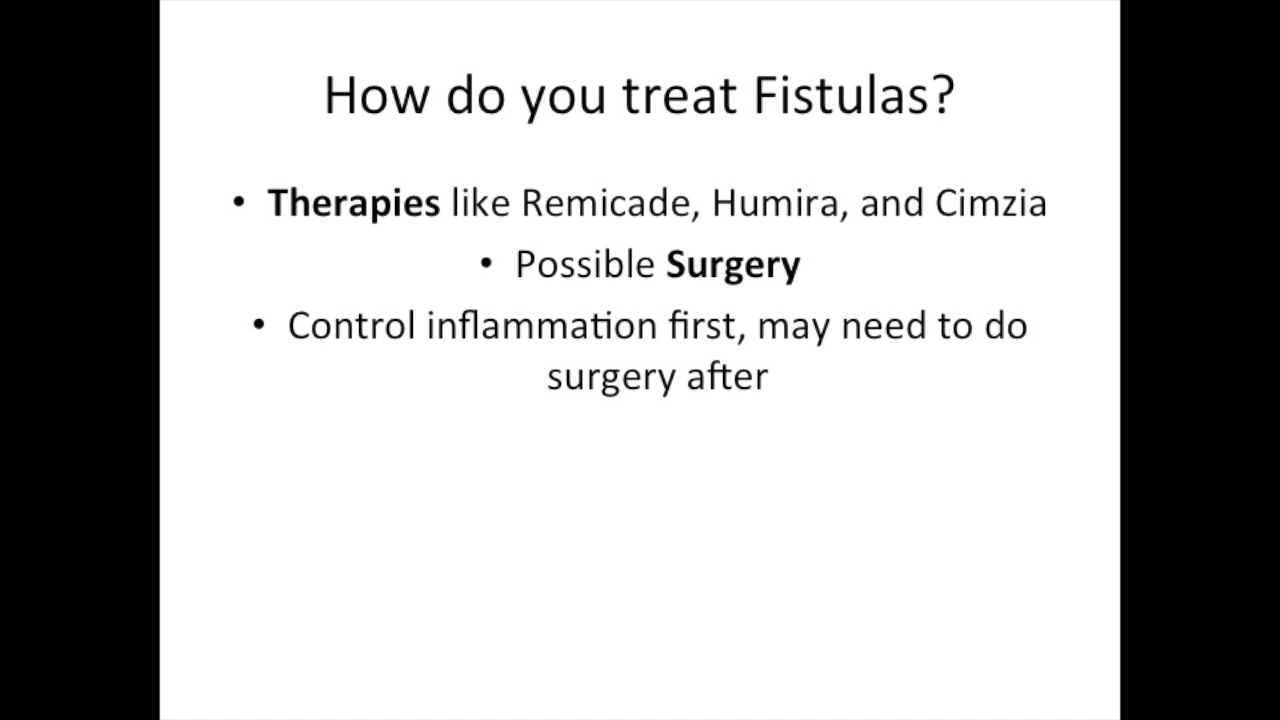 How do you treat Fistulas?
• Therapies like Remicade, Humira, and Cimzia
• Possible Surgery
• Control inflammation first, may need to do
surgery after